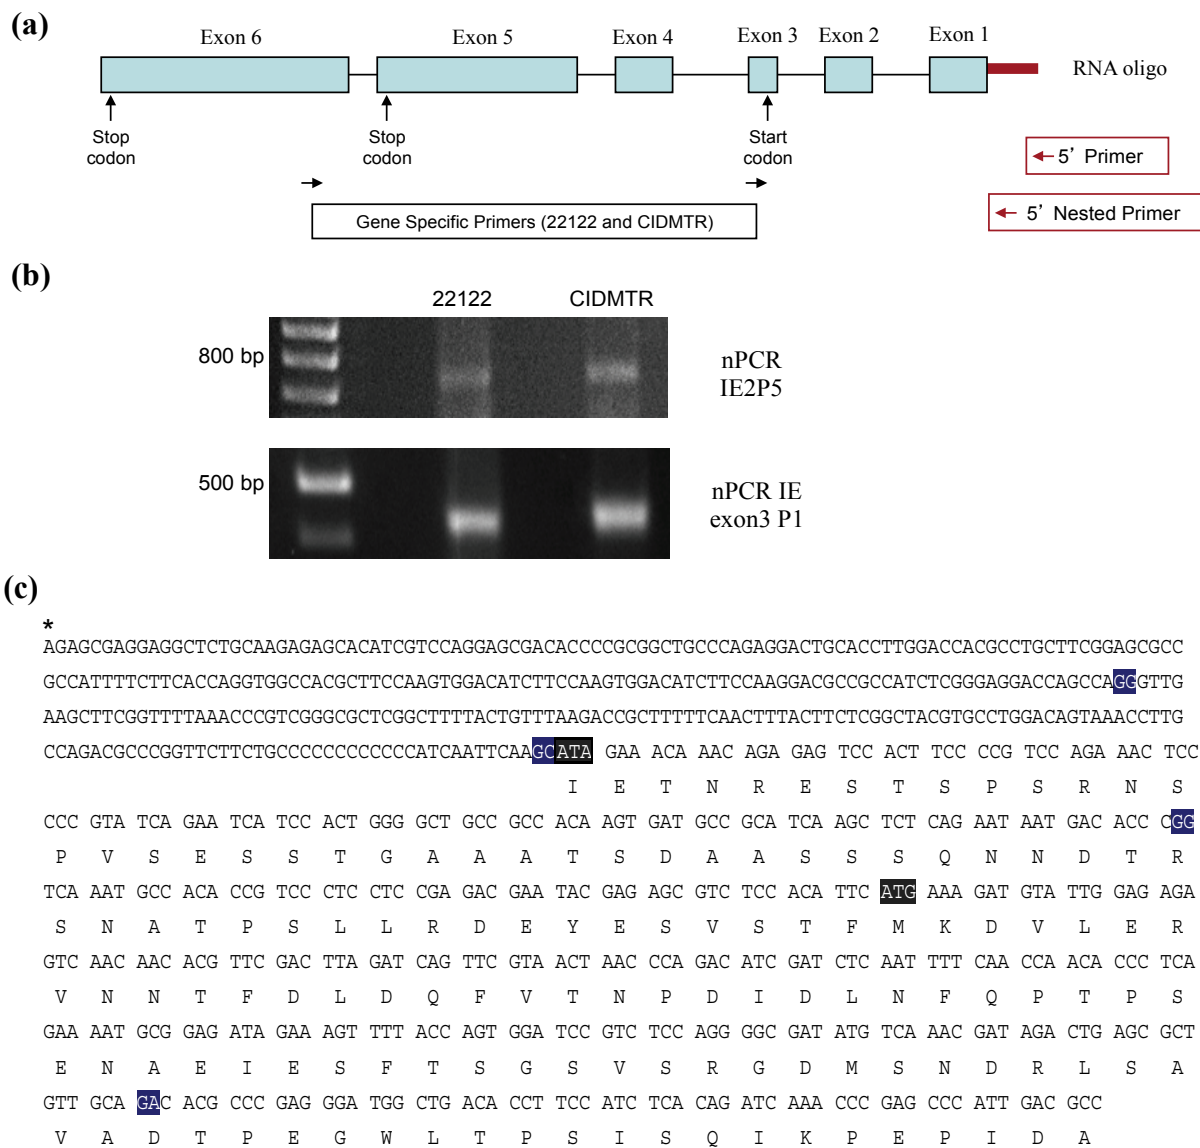 (a)
Exon 6 Exon 5 Exon 4 Exon 3 Exon 2 Exon 1
RNA oligo
Stop codon
Stop codon
Start codon
5' Primer
5' Nested Primer
Gene Specific Primers (22122 and CIDMTR)
(b)
22122 CIDMTR
800 bp
nPCR
IE2P5
500 bp
nPCR IE
exon3 P1
(c)
*
AGAGCGAGGAGGCTCTGCAAGAGAGCACATCGTCCAGGAGCGACACCCCGCGGCTGCCCAGAGGACTGCACCTTGGACCACGCCTGCTTCGGAGCGCC
GCCATTTTCTTCACCAGGTGGCCACGCTTCCAAGTGGACATCTTCCAAGTGGACATCTTCCAAGGACGCCGCCATCTCGGGAGGACCAGCCAGGGTTG
AAGCTTCGGTTTTAAACCCGTCGGGCGCTCGGCTTTTACTGTTTAAGACCGCTTTTTCAACTTTACTTCTCGGCTACGTGCCTGGACAGTAAACCTTG
CCAGACGCCCGGTTCTTCTGCCCCCCCCCCCCCATCAATTCAAGCATA GAA ACA AAC AGA GAG TCC ACT TCC CCG TCC AGA AAC TCC
I E T N R E S T S P S R N S
CCC GTA TCA GAA TCA TCC ACT GGG GCT GCC GCC ACA AGT GAT GCC GCA TCA AGC TCT CAG AAT AAT GAC ACC CGG
P V S E S S T G A A A T S D A A S S S Q N N D T R
TCA AAT GCC ACA CCG TCC CTC CTC CGA GAC GAA TAC GAG AGC GTC TCC ACA TTC ATG AAA GAT GTA TTG GAG AGA
S N A T P S L L R D E Y E S V S T F M K D V L E R
GTC AAC AAC ACG TTC GAC TTA GAT CAG TTC GTA ACT AAC CCA GAC ATC GAT CTC AAT TTT CAA CCA ACA CCC TCA
V N N T F D L D Q F V T N P D I D L N F Q P T P S
GAA AAT GCG GAG ATA GAA AGT TTT ACC AGT GGA TCC GTC TCC AGG GGC GAT ATG TCA AAC GAT AGA CTG AGC GCT
E N A E I E S F T S G S V S R G D M S N D R L S A
GTT GCA GAC ACG CCC GAG GGA TGG CTG ACA CCT TCC ATC TCA CAG ATC AAA CCC GAG CCC ATT GAC GCC
V A D T P E G W L T P S I S Q I K P E P I D A